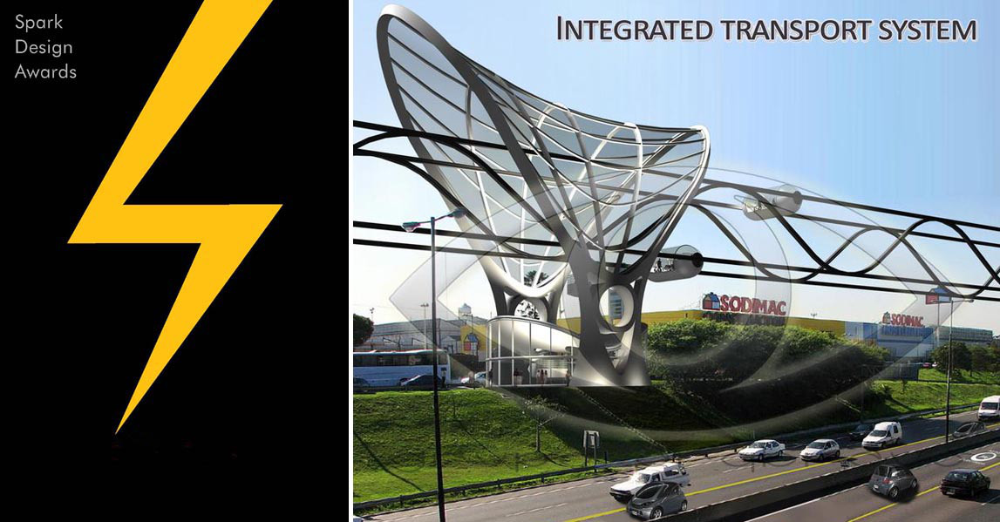 Spark
Design
Awards
INTEGRATED TRANSPORT SYSTEM
SODIMAC
SODIMAC